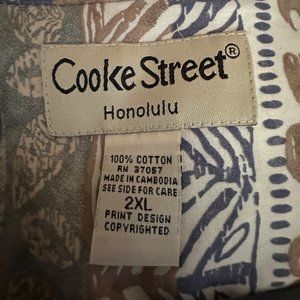 Cooke Street®
Honolulu
100% COTTON
RN 37057
MADE IN CAMBODIA
SEE SIDE FOR CARE
2XL
PRINT DESIGN
COPYRIGHTED